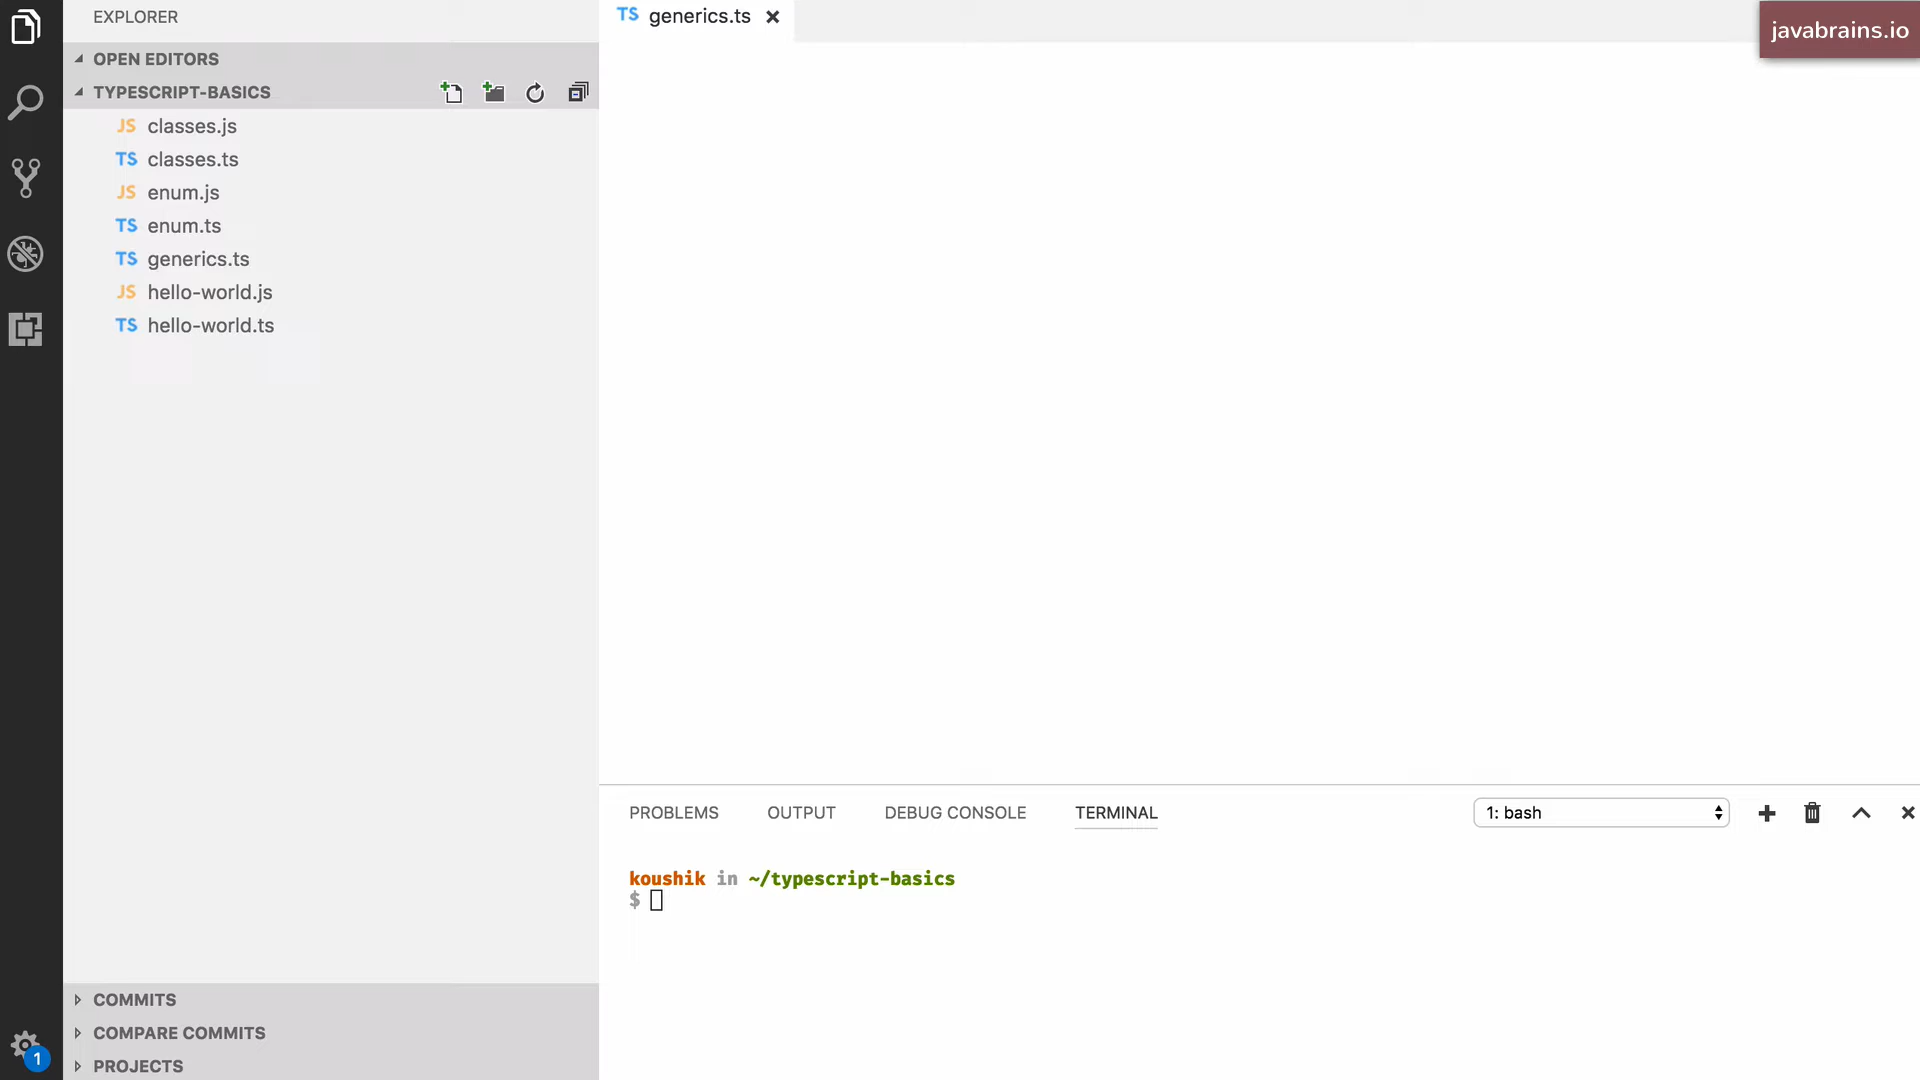 EXPLORER
OPEN EDITORS
TYPESCRIPT-BASICS
JS classes.js
TS classes.ts
JS enum.js
TS enum.ts
TS generics.ts
JS hello-world.js
TS hello-world.ts
COMMITS
COMPARE COMMITS
PROJECTS
1
TS generics.ts
javabrains.io
PROBLEMS OUTPUT DEBUG CONSOLE TERMINAL 1: bash
koushik in ~/typescript-basics
$